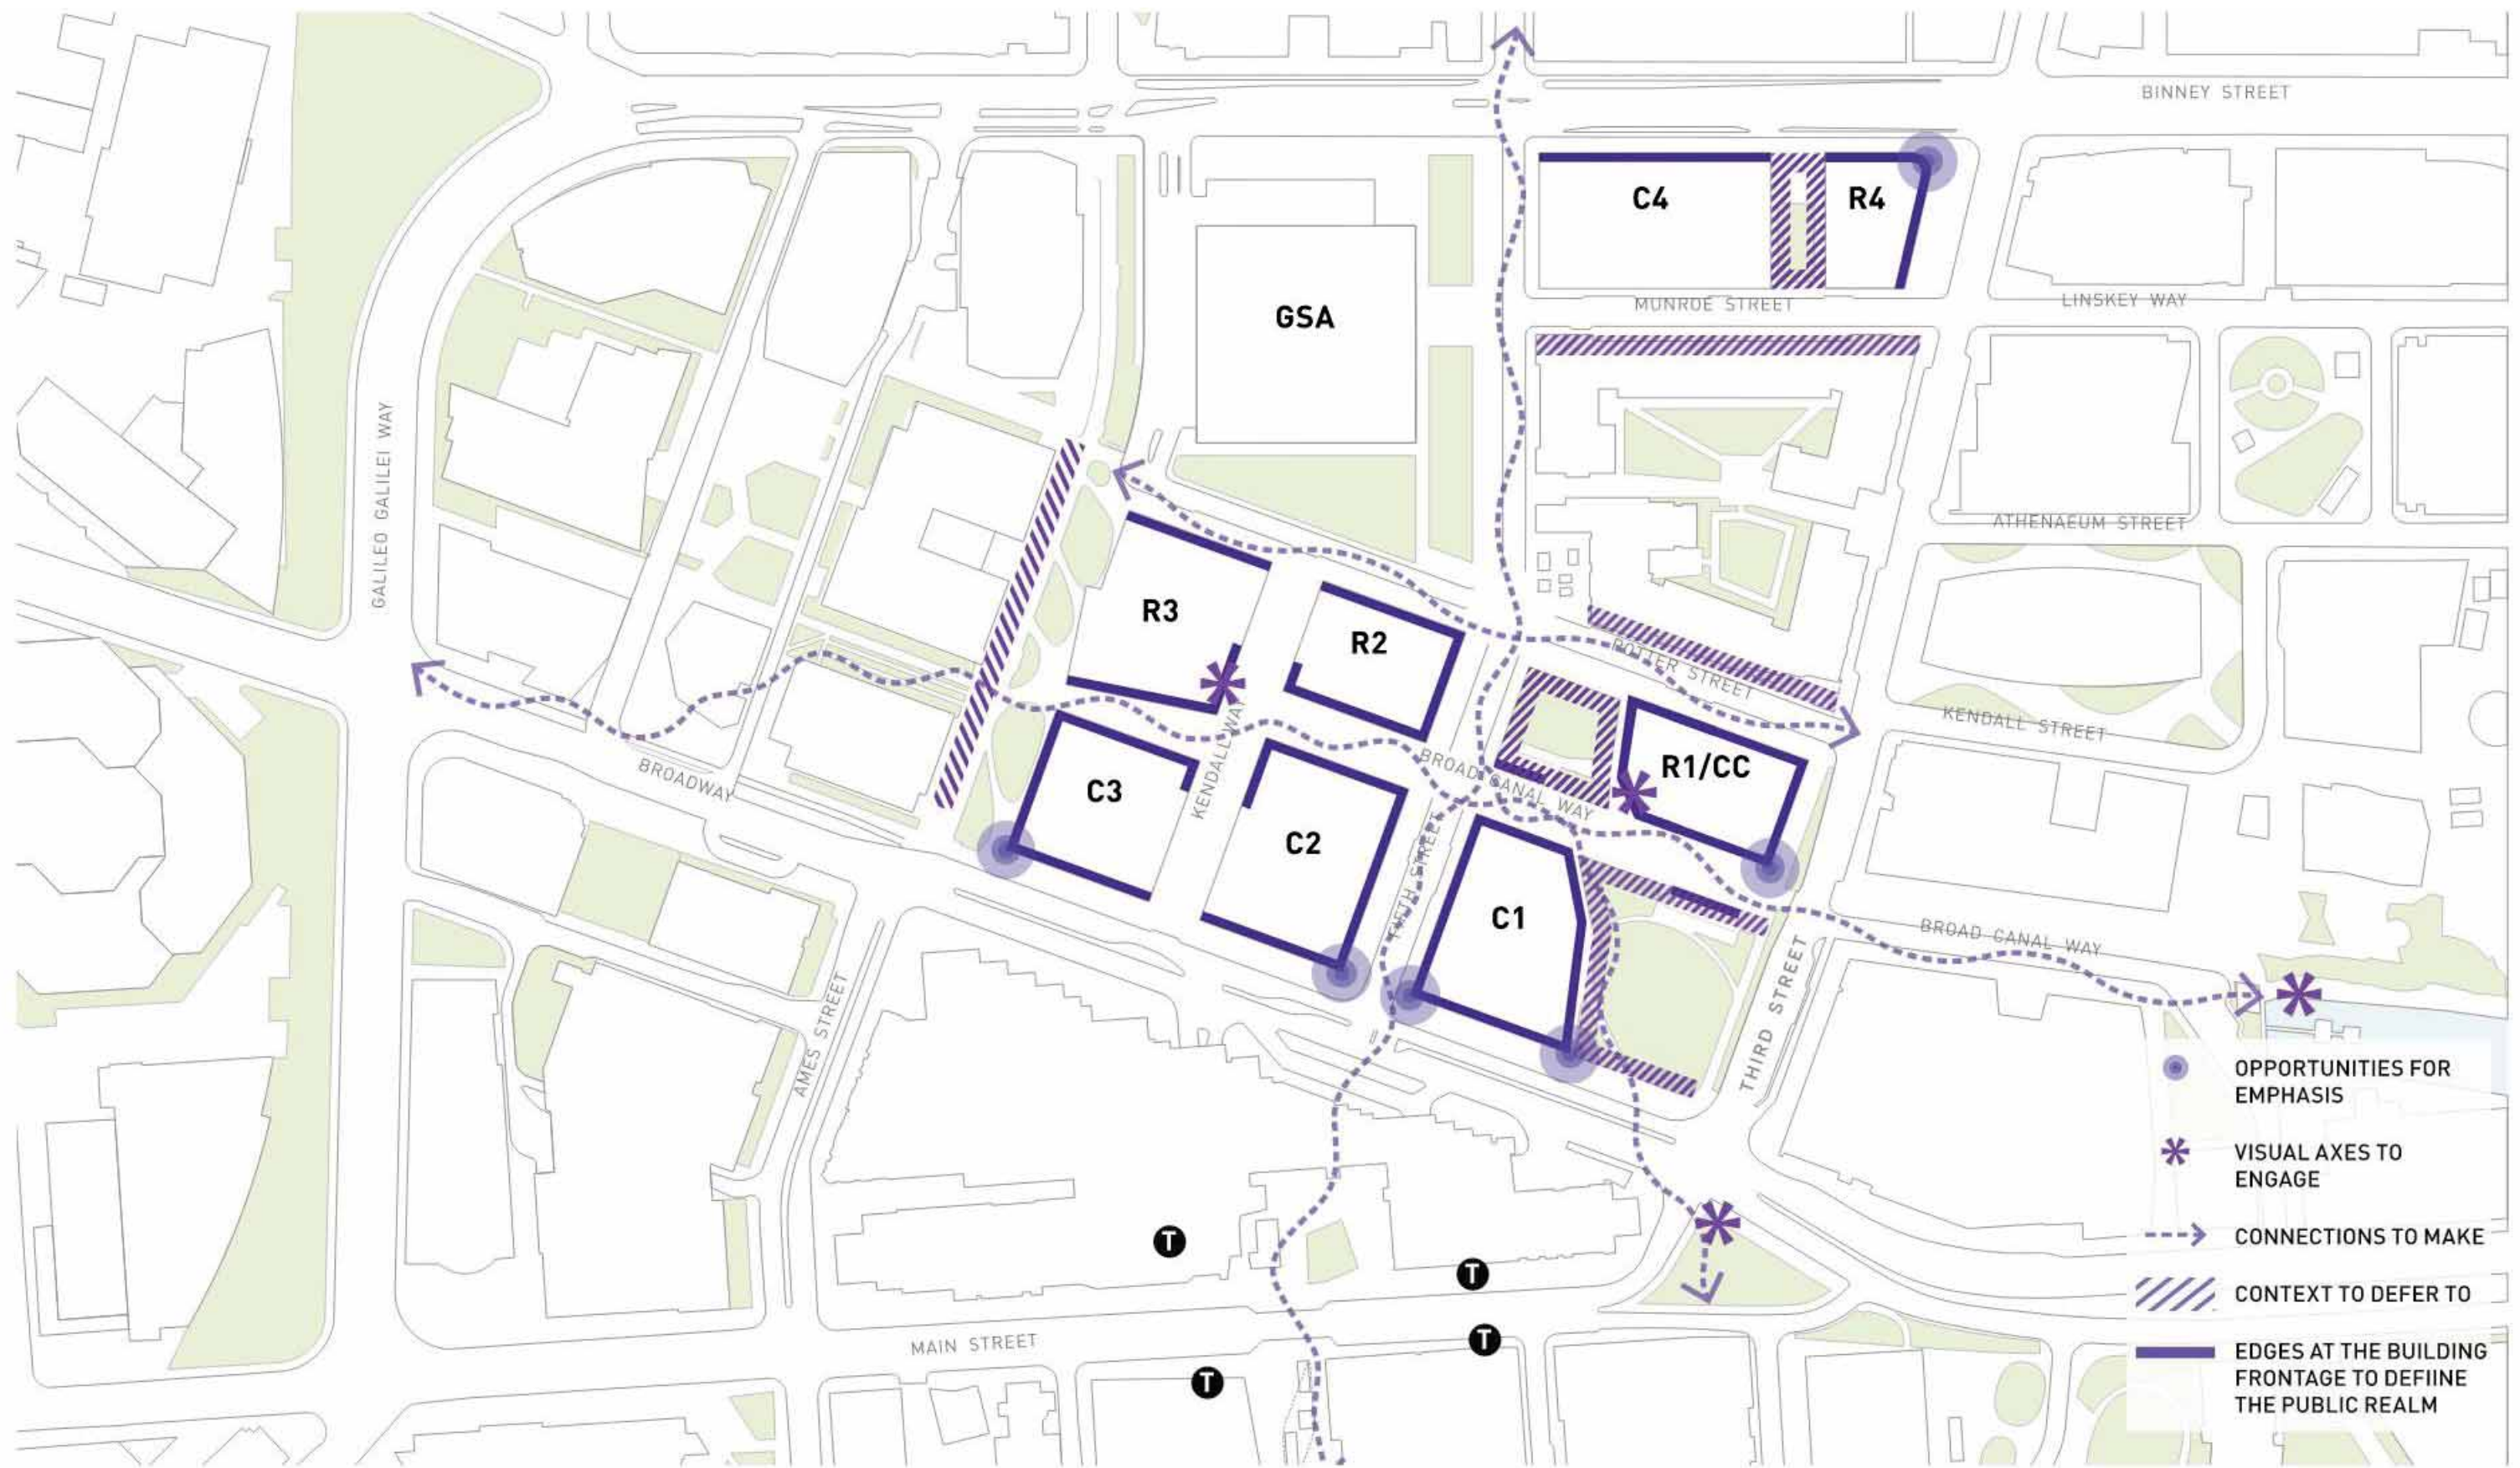 BINNEY STREET
C4
R4
MUNROE STREET
LINSKEY WAY
GSA
GALILEO GALILEI WAY
ATHENAEUM STREET
R3
R2
POTTER STREET
KENDALL STREET
R1/CC
BROADWAY
C3
KENDALL WAY
BROAD CANAL WAY
C2
FIFTH STREET
C1
BROAD CANAL WAY
AMES STREET
THIRD STREET
T
T
T
T
MAIN STREET
OPPORTUNITIES FOR
EMPHASIS
VISUAL AXES TO
ENGAGE
CONNECTIONS TO MAKE
CONTEXT TO DEFER TO
EDGES AT THE BUILDING
FRONTAGE TO DEFIINE
THE PUBLIC REALM